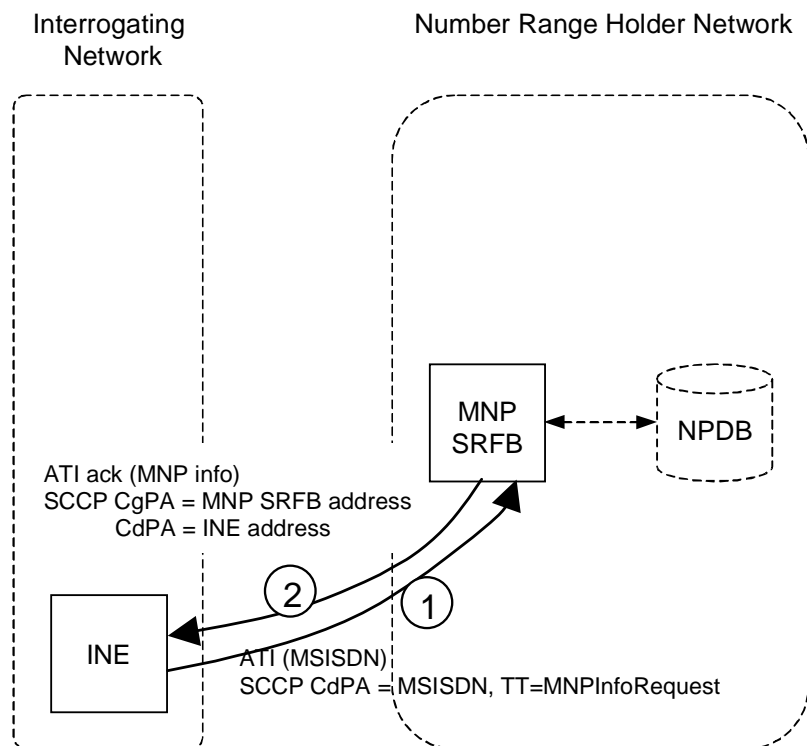 Interrogating
Network
Number Range Holder Network
MNP
SRFB
NPDB
ATI ack (MNP info)
SCCP CgPA = MNP SRFB address
CdPA = INE address
2
1
INE
ATI (MSISDN)
SCCP CdPA = MSISDN, TT=MNPInfoRequest